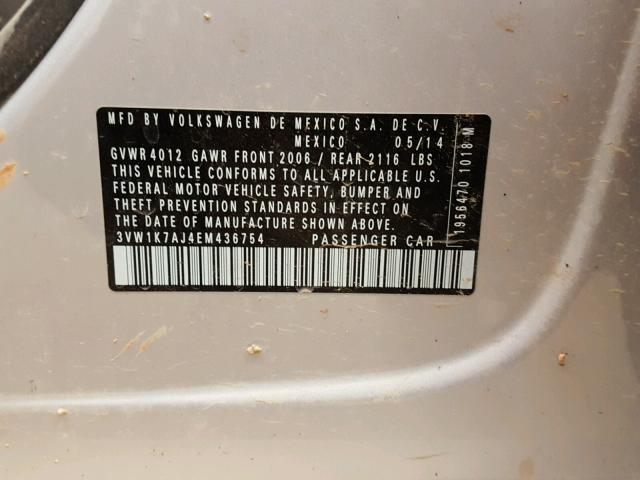 MFD BY VOLKSWAGEN DE MEXICO S.A. DE C.V.
MEXICO 05/14
GVWR 4012 GAWR FRONT 2006 / REAR 2116 LBS
THIS VEHICLE CONFORMS TO ALL APPLICABLE U.S.
FEDERAL MOTOR VEHICLE SAFETY, BUMPER AND
THEFT PREVENTION STANDARDS IN EFFECT ON
THE DATE OF MANUFACTURE SHOWN ABOVE.
3VW1K7AJ4EM436754 PASSENGER CAR
1956470 1018 M